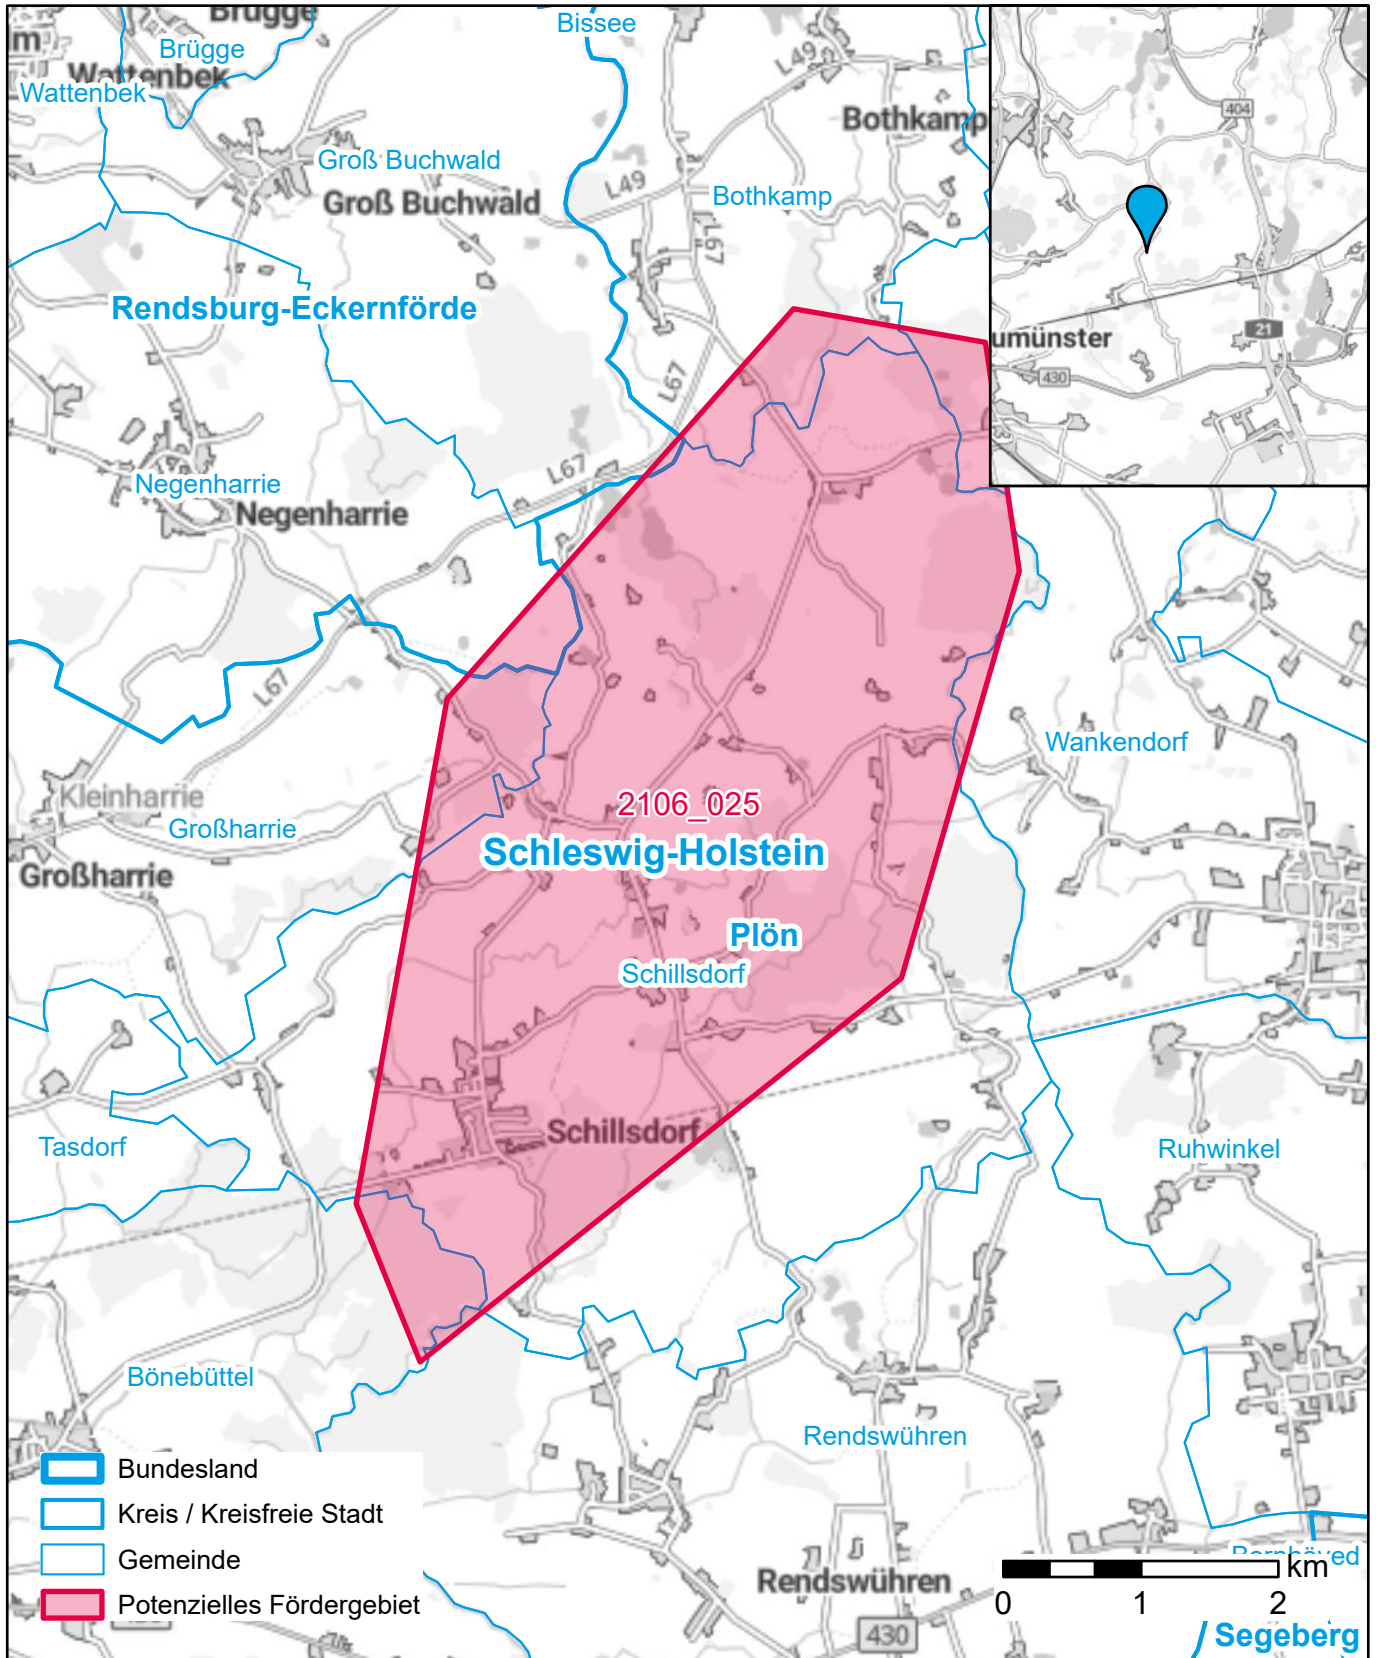 Brügge
Bissee
m
Brügge
Wattenbek
Wattenbek
L49
404
Bothkamp
Groß Buchwald
L49
Bothkamp
Groß Buchwald
L67
Rendsburg-Eckernförde
21
umünster
430
L67
L67
Negenharrie
Negenharrie
L67
Wankendorf
Kleinharrie
2106_025
Großharrie
Schleswig-Holstein
Großharrie
Plön
Schillsdorf
Schillsdorf
Tasdorf
Ruhwinkel
Bönebüttel
Rendswühren
Bundesland
Kreis / Kreisfreie Stadt
Gemeinde
Bornhöved
km
Rendswühren
Potenzielles Fördergebiet
0 1 2
430
Segeberg